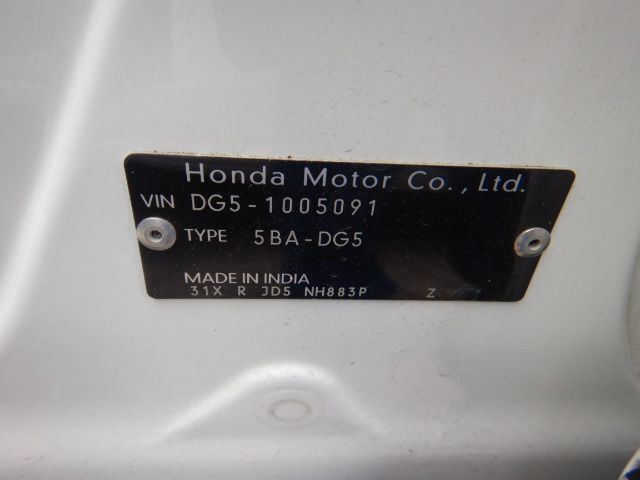 Honda Motor Co., Ltd.
VIN DG5-1005091
TYPE 5BA-DG5
MADE IN INDIA
31X R JD5 NH883P Z